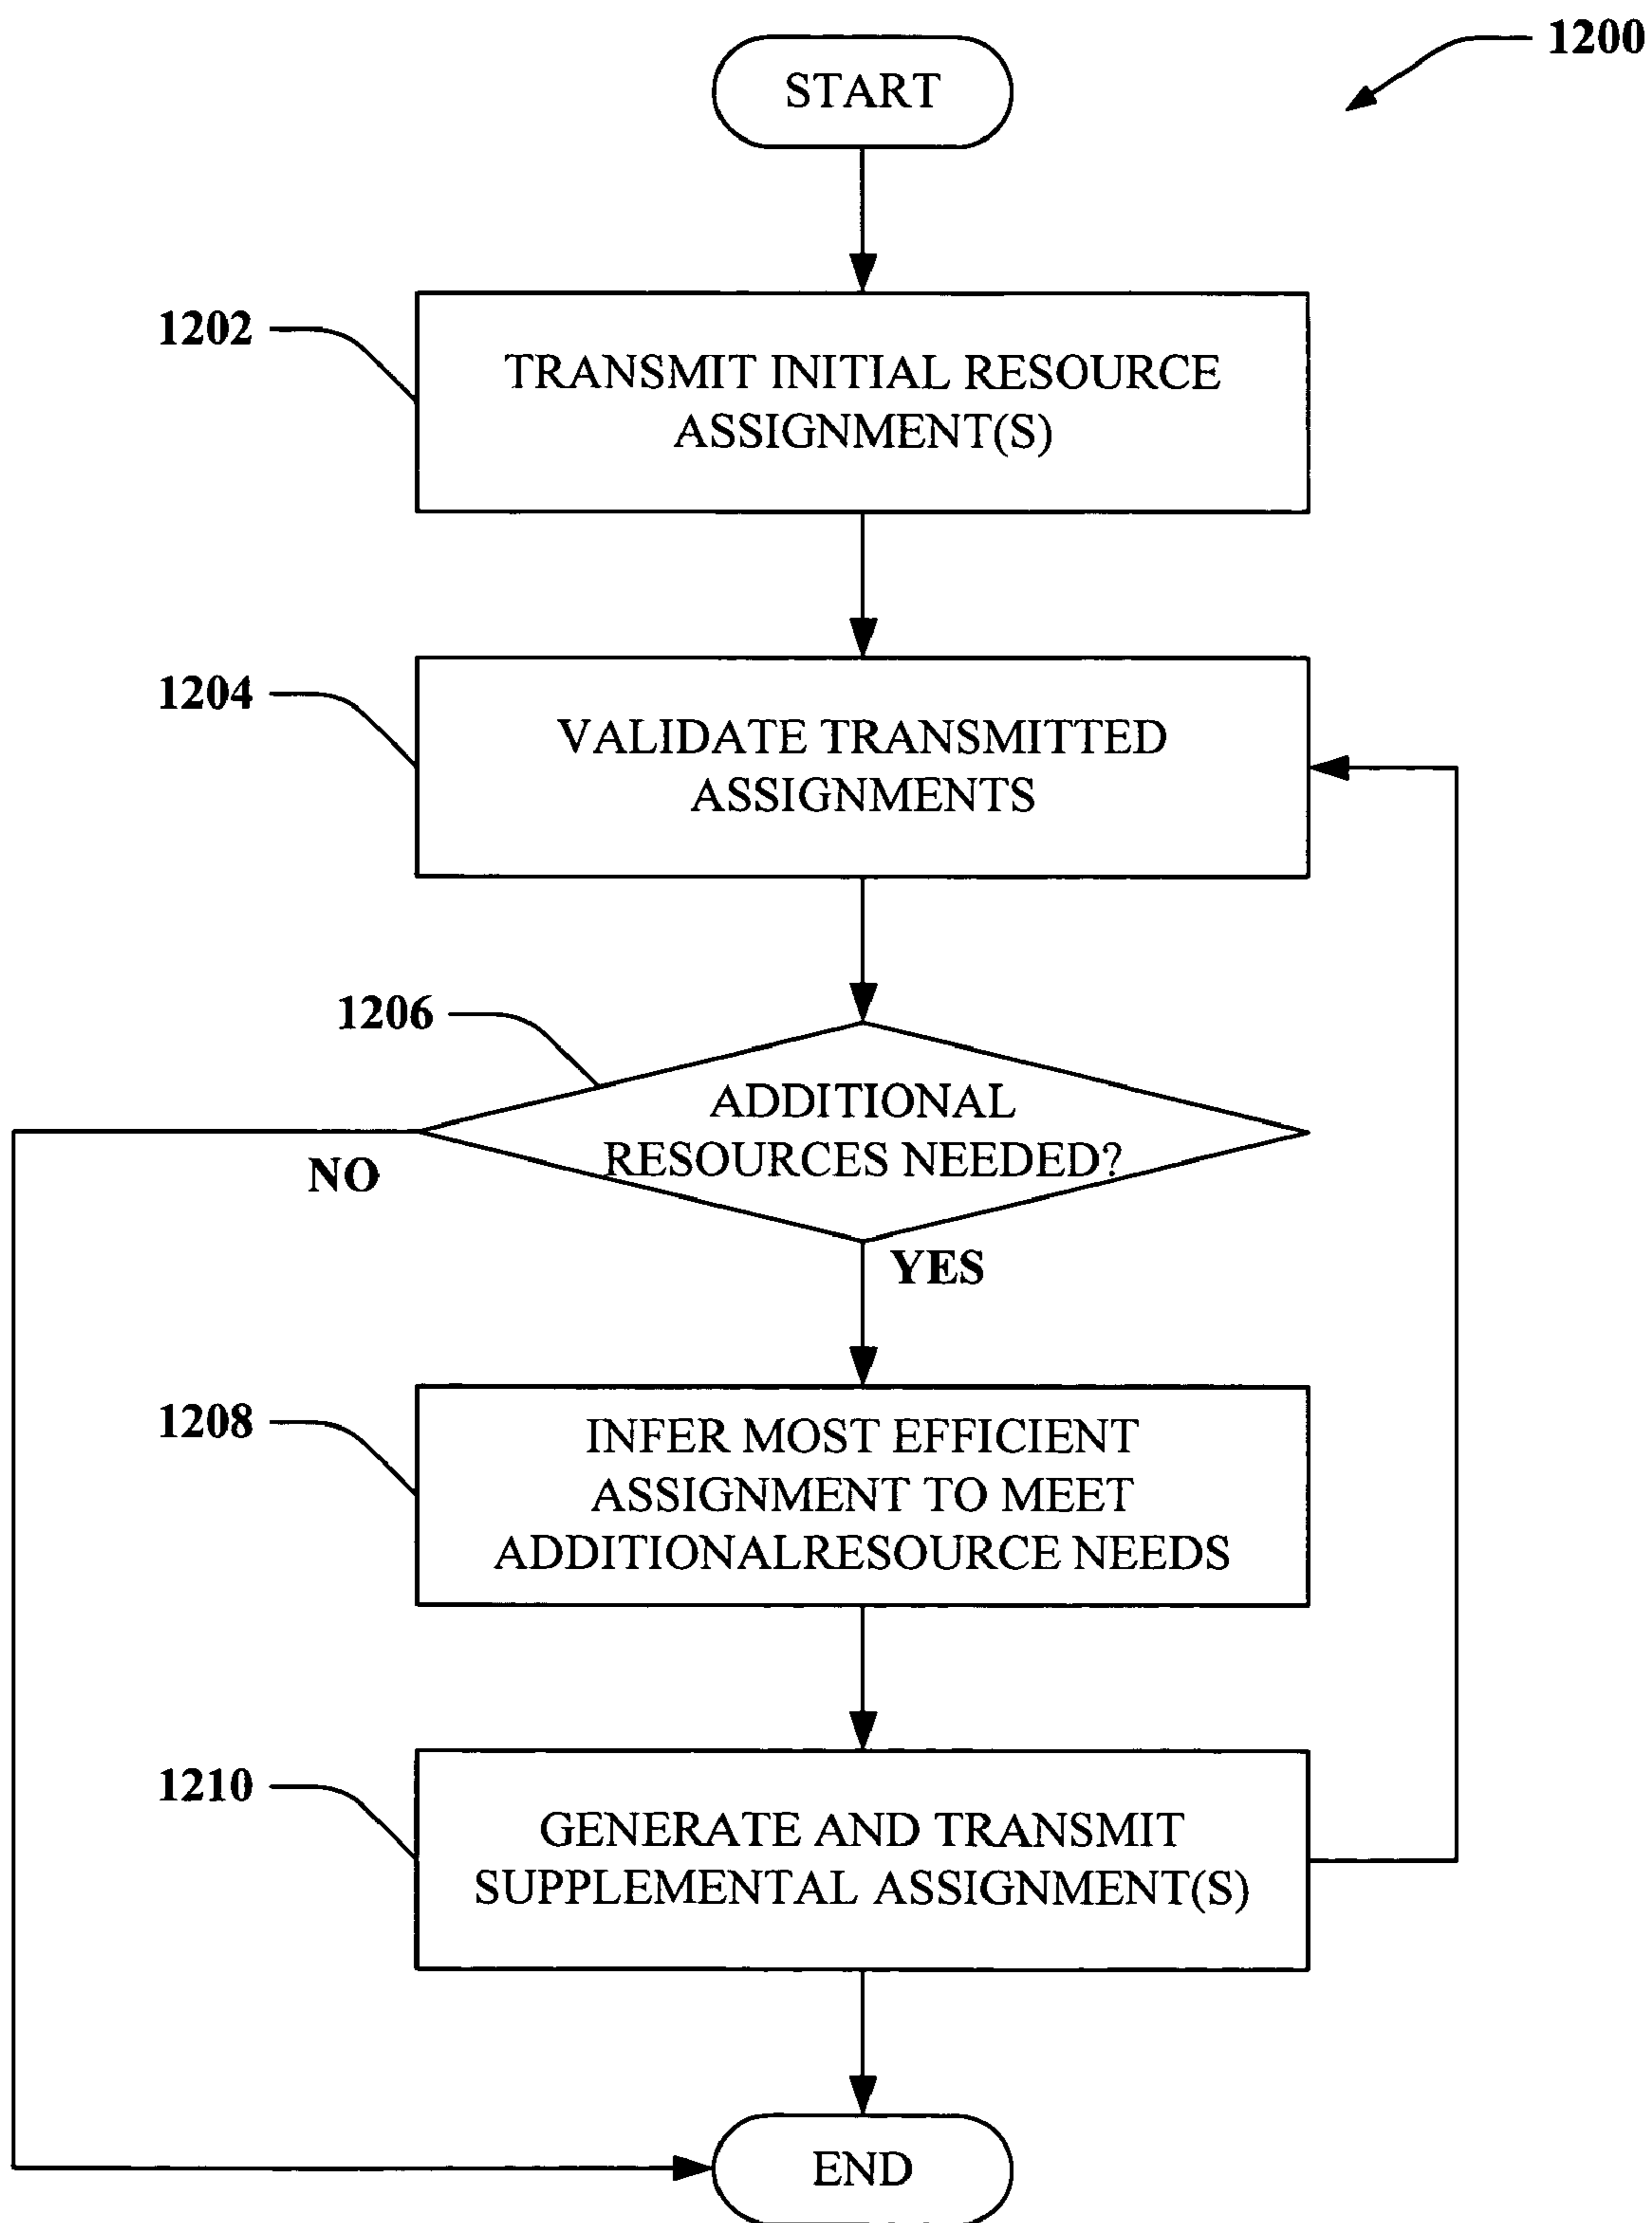 1200
START
1202
TRANSMIT INITIAL RESOURCE
ASSIGNMENT(S)
1204
VALIDATE TRANSMITTED
ASSIGNMENTS
1206
ADDITIONAL
RESOURCES NEEDED?
NO
YES
1208
INFER MOST EFFICIENT
ASSIGNMENT TO MEET
ADDITIONALRESOURCE NEEDS
1210
GENERATE AND TRANSMIT
SUPPLEMENTAL ASSIGNMENT(S)
END